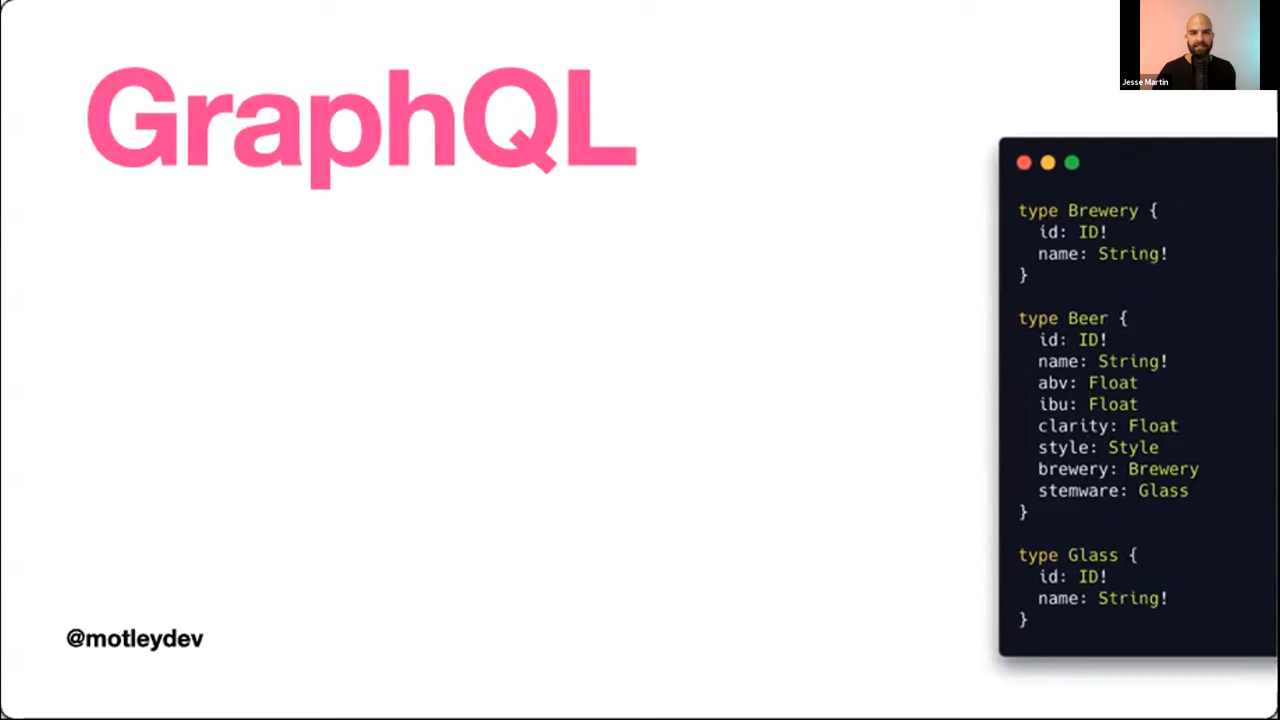 GraphQL
Jesse Martin
type Brewery {
  id: ID!
  name: String!
}

type Beer {
  id: ID!
  name: String!
  abv: Float
  ibu: Float
  clarity: Float
  style: Style
  brewery: Brewery
  stemware: Glass
}

type Glass {
  id: ID!
  name: String!
}
@motleydev